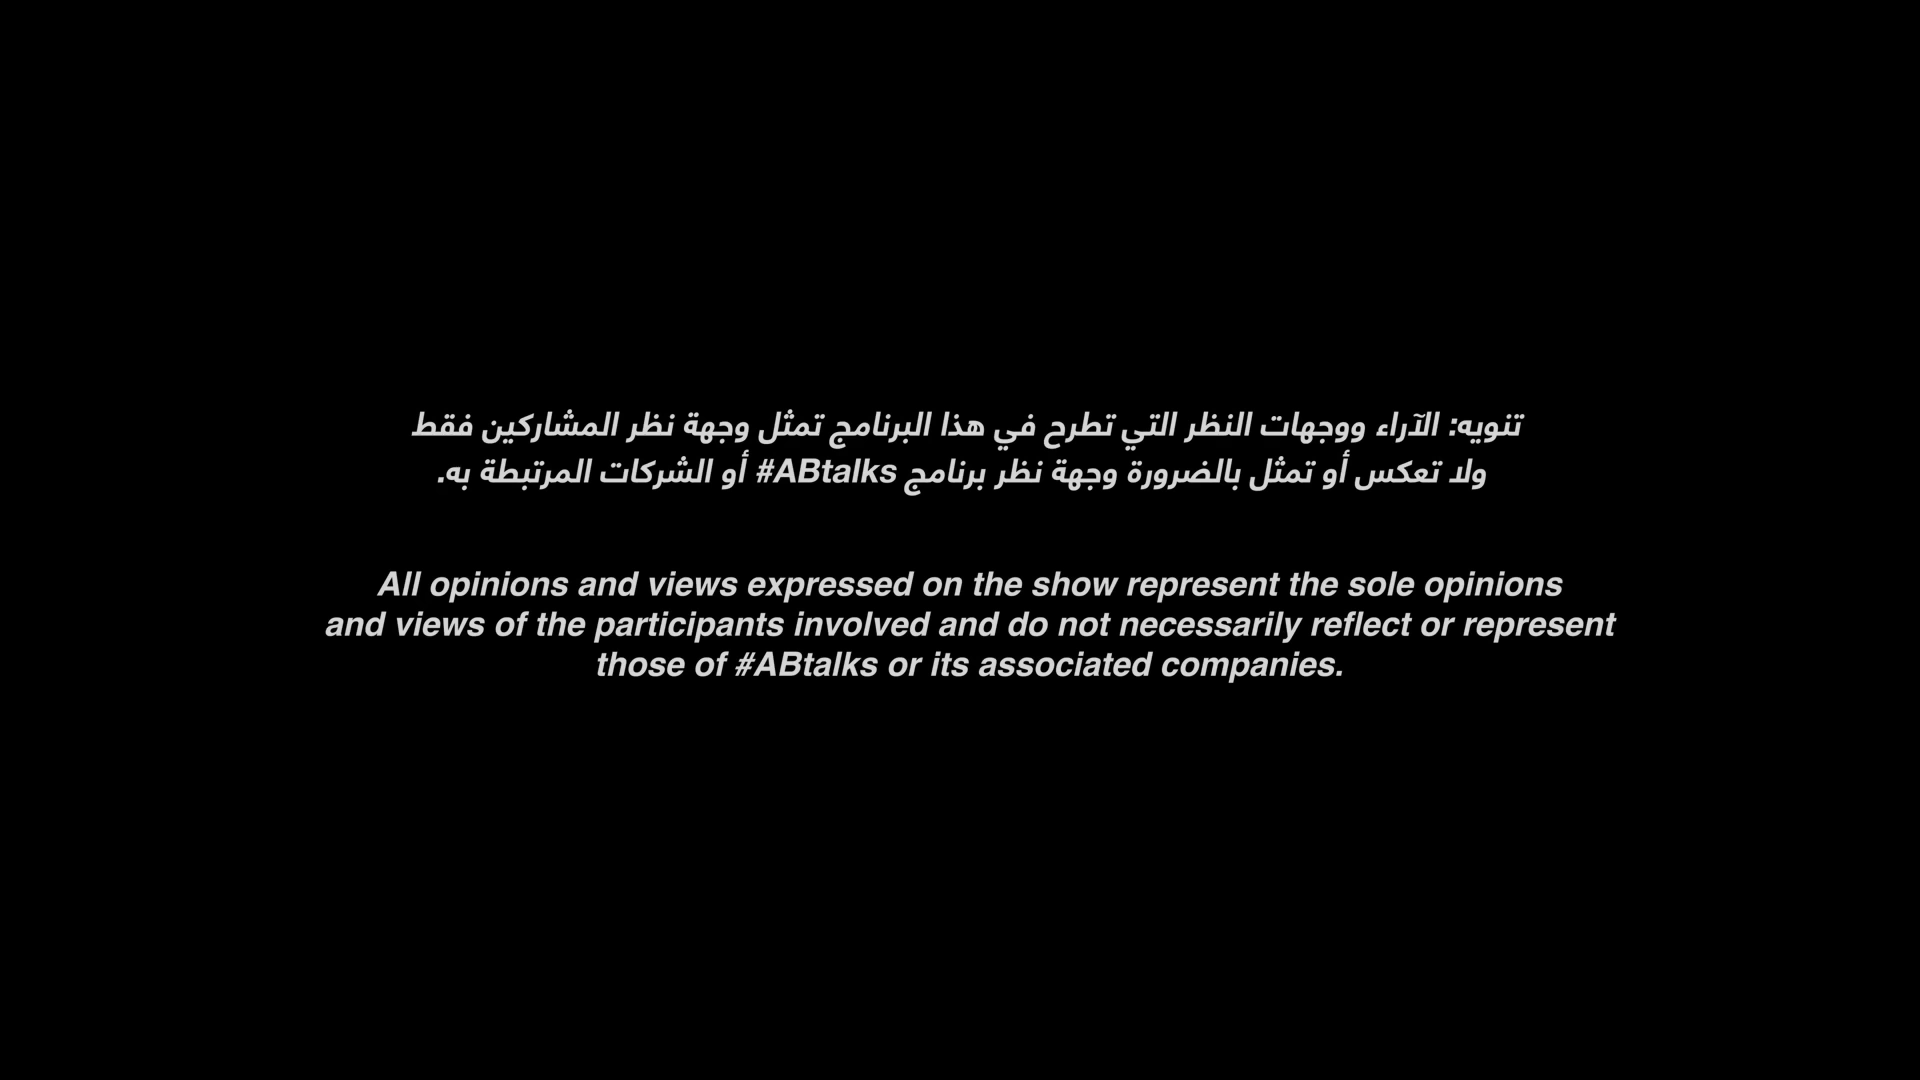 تنويه: الآراء ووجهات النظر التي تطرح في هذا البرنامج تمثل وجهة نظر المشاركين فقط
ولا تعكس أو تمثل بالضرورة وجهة نظر برنامج ABtalks# أو الشركات المرتبطة به.
All opinions and views expressed on the show represent the sole opinions
and views of the participants involved and do not necessarily reflect or represent
those of #ABtalks or its associated companies.